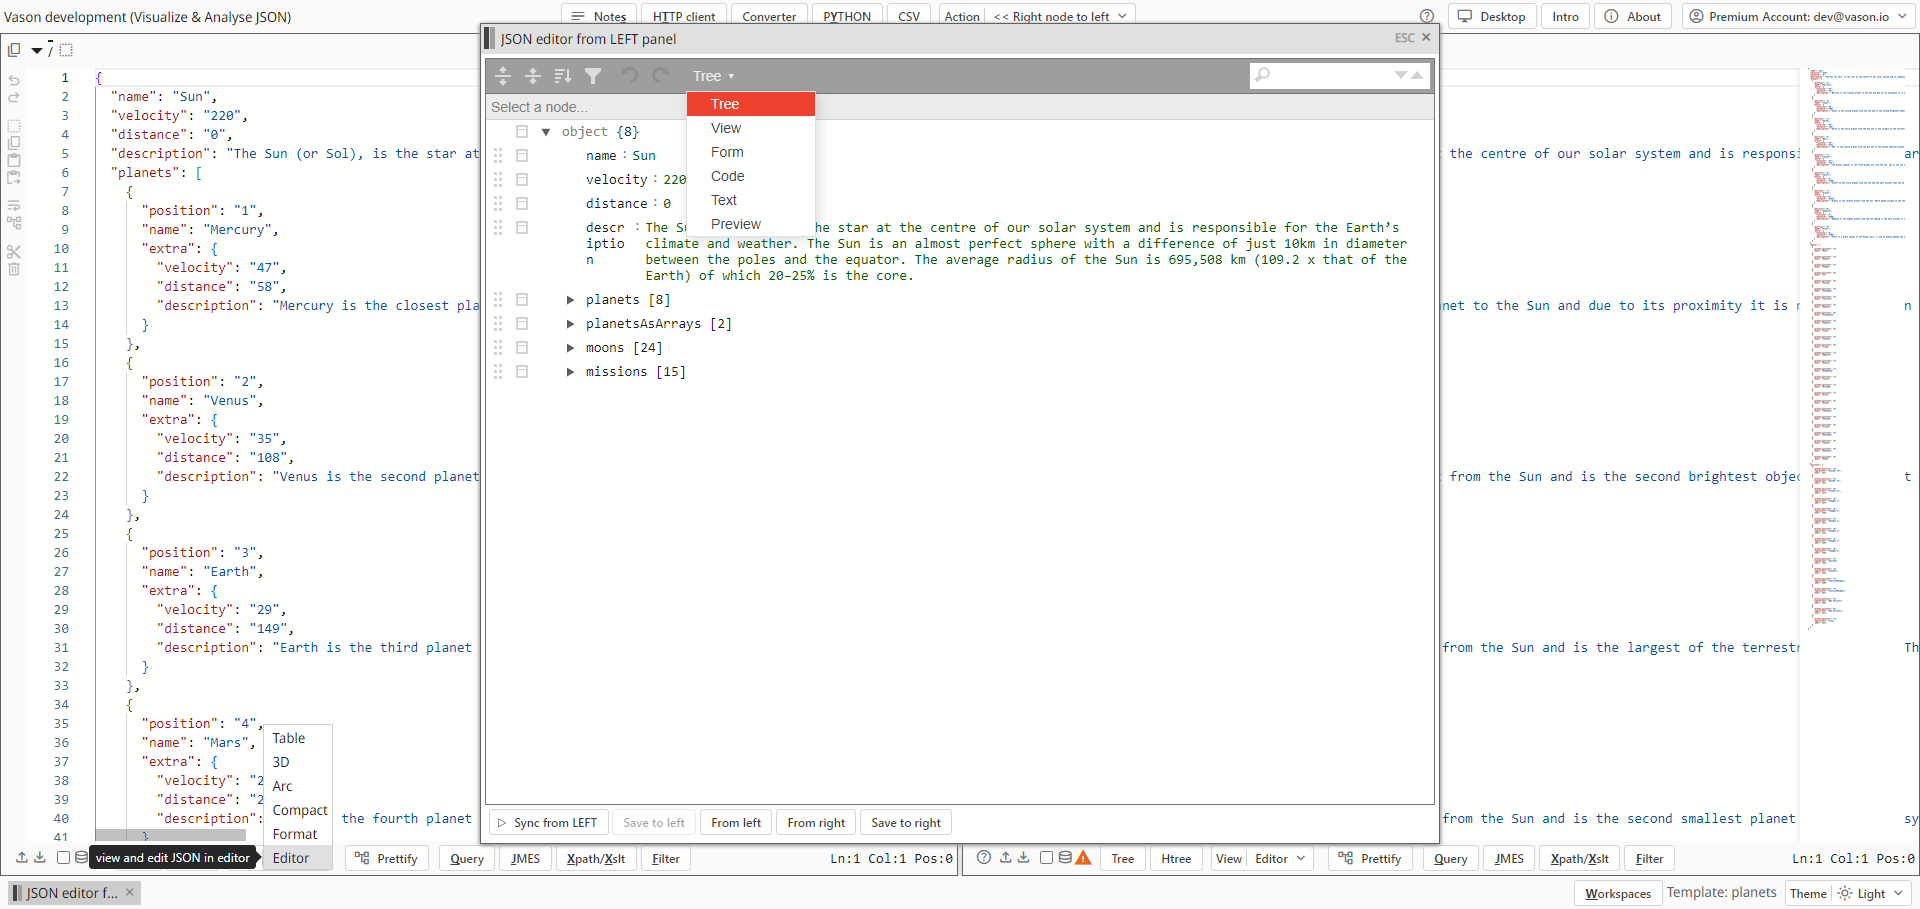 Vason development (Visualize & Analyse JSON)
Notes
HTTP client
Converter
PYTHON
CSV
Action
<< Right node to left
Desktop
Intro
About
Premium Account: dev@vason.io
JSON editor from LEFT panel
ESC
/
Tree
Select a node...
Tree
View
Form
Code
Text
Preview
object {8}
name : Sun
velocity : 220
distance : 0
descr : The Su the star at the centre of our solar system and is responsible for the Earth’s
iptio climate and weather. The Sun is an almost perfect sphere with a difference of just 10km in diameter
n between the poles and the equator. The average radius of the Sun is 695,508 km (109.2 x that of the
Earth) of which 20–25% is the core.
planets [8]
planetsAsArrays [2]
moons [24]
missions [15]
1 {
2 "name": "Sun",
3 "velocity": "220",
4 "distance": "0",
5 "description": "The Sun (or Sol), is the star at
6 "planets": [
7 {
8 "position": "1",
9 "name": "Mercury",
10 "extra": {
11 "velocity": "47",
12 "distance": "58",
13 "description": "Mercury is the closest pla
14 }
15 },
16 {
17 "position": "2",
18 "name": "Venus",
19 "extra": {
20 "velocity": "35",
21 "distance": "108",
22 "description": "Venus is the second planet
23 }
24 },
25 {
26 "position": "3",
27 "name": "Earth",
28 "extra": {
29 "velocity": "29",
30 "distance": "149",
31 "description": "Earth is the third planet
32 }
33 },
34 {
35 "position": "4",
36 "name": "Mars",
37 "extra": {
38 "velocity": "2
39 "distance": "2
40 "description": the fourth planet
41 }
the centre of our solar system and is responsi ar
net to the Sun and due to its proximity it is n
from the Sun and is the second brightest objec t
from the Sun and is the largest of the terrestr Th
from the Sun and is the second smallest planet sy
Table
3D
Arc
Compact
Format
Editor
view and edit JSON in editor
Sync from LEFT
Save to left
From left
From right
Save to right
Prettify
Query
JMES
Xpath/Xslt
Filter
Ln:1 Col:1 Pos:0
Tree
Htree
View
Editor
Prettify
Query
JMES
Xpath/Xslt
Filter
Ln:1 Col:1 Pos:0
JSON editor f...
Workspaces
Template: planets
Theme
Light